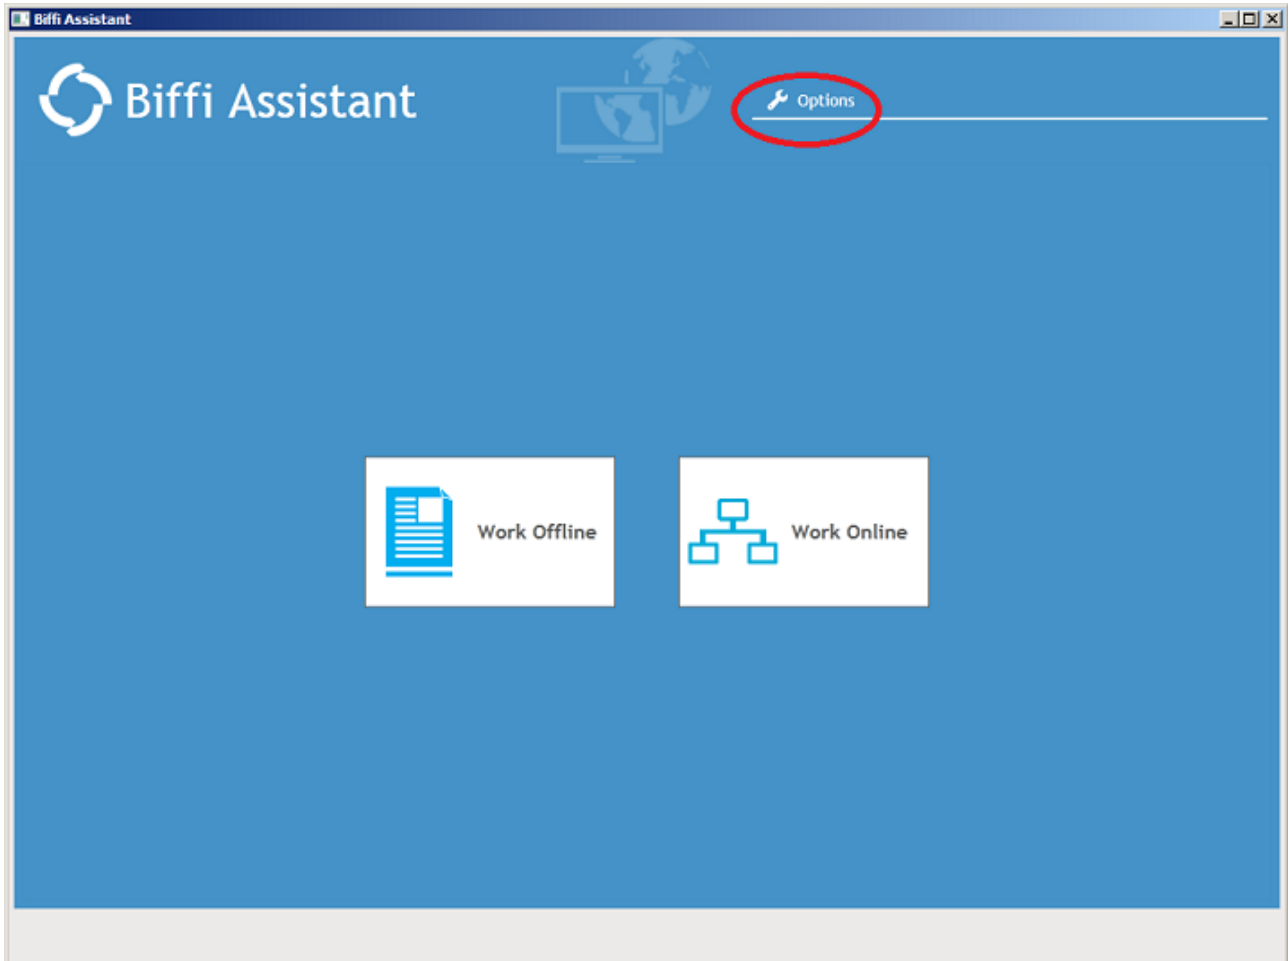 Biffi Assistant
Biffi Assistant
Options
Work Offline
Work Online